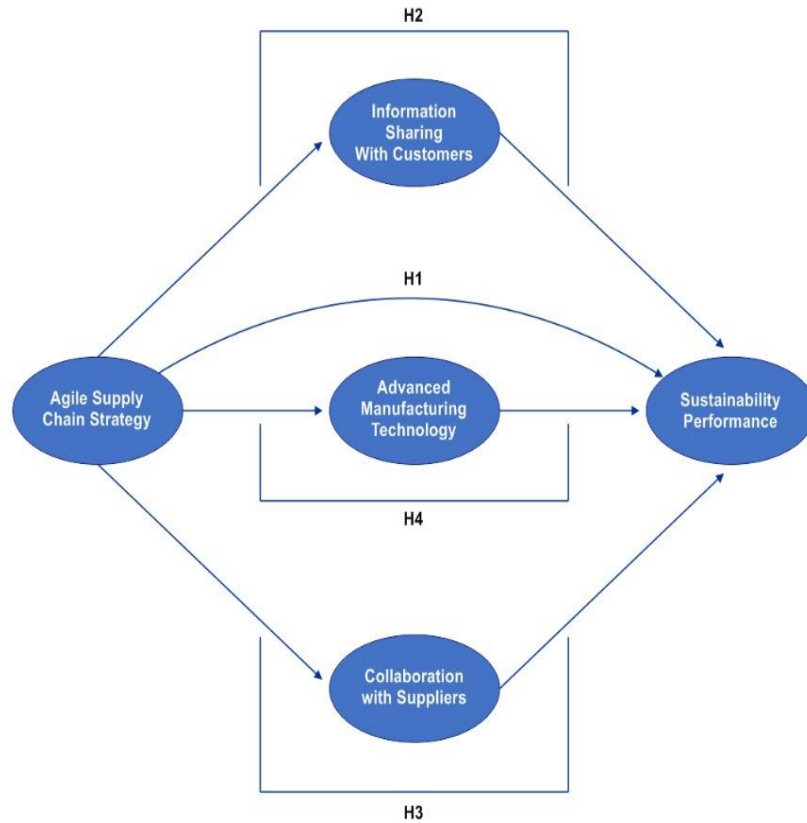 H2
Information
Sharing
With Customers
H1
Agile Supply
Chain Strategy
Advanced
Manufacturing
Technology
Sustainability
Performance
H4
Collaboration
with Suppliers
H3